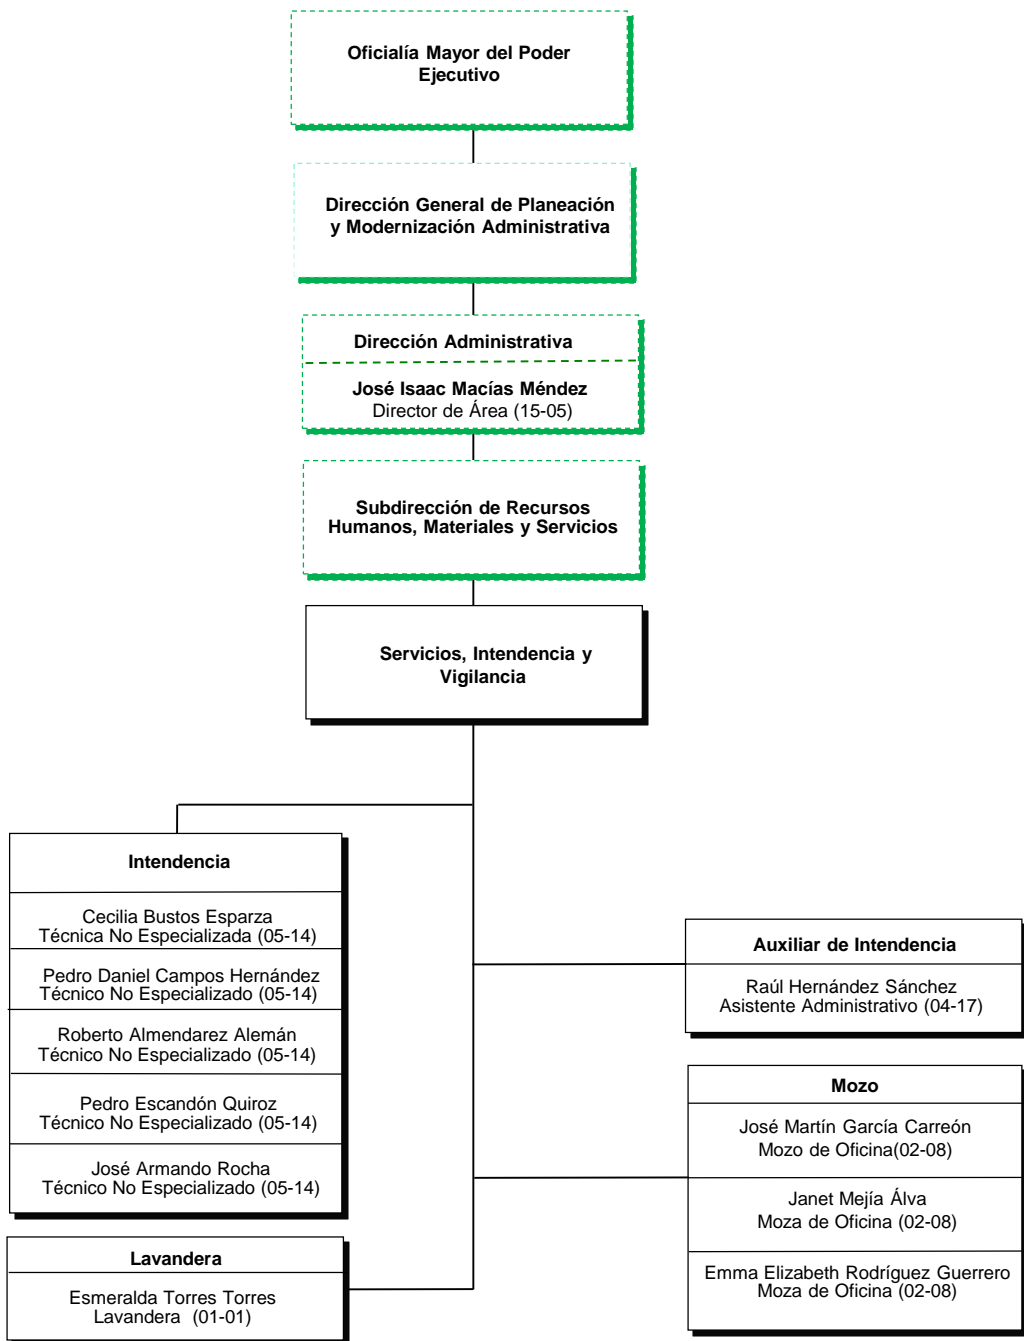 Oficialía Mayor del Poder
Ejecutivo
Dirección General de Planeación
y Modernización Administrativa
Dirección Administrativa
José Isaac Macías Méndez
Director de Área (15-05)
Subdirección de Recursos
Humanos, Materiales y Servicios
Servicios, Intendencia y
Vigilancia
Intendencia
Cecilia Bustos Esparza
Técnica No Especializada (05-14)
Pedro Daniel Campos Hernández
Técnico No Especializado (05-14)
Roberto Almendarez Alemán
Técnico No Especializado (05-14)
Pedro Escandón Quiroz
Técnico No Especializado (05-14)
José Armando Rocha
Técnico No Especializado (05-14)
Lavandera
Esmeralda Torres Torres
Lavandera  (01-01)
Auxiliar de Intendencia
Raúl Hernández Sánchez
Asistente Administrativo (04-17)
Mozo
José Martín García Carreón
Mozo de Oficina(02-08)
Janet Mejía Álva
Moza de Oficina (02-08)
Emma Elizabeth Rodríguez Guerrero
Moza de Oficina (02-08)